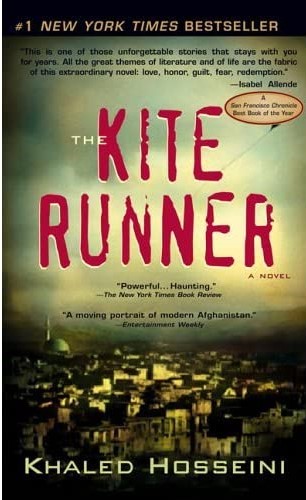 #1 NEW YORK TIMES BESTSELLER
"This is one of those unforgettable stories that stays with you
for years. All the great themes of literature and of life are the fabric
of this extraordinary novel: love, honor, guilt, fear, redemption."
—Isabel Allende
A
San Francisco Chronicle
Best Book of the Year
THE
KITE
RUNNER
A NOVEL
"Powerful... Haunting."
—The New York Times Book Review
"A moving portrait of modern Afghanistan."
—Entertainment Weekly
KHALED HOSSEINI